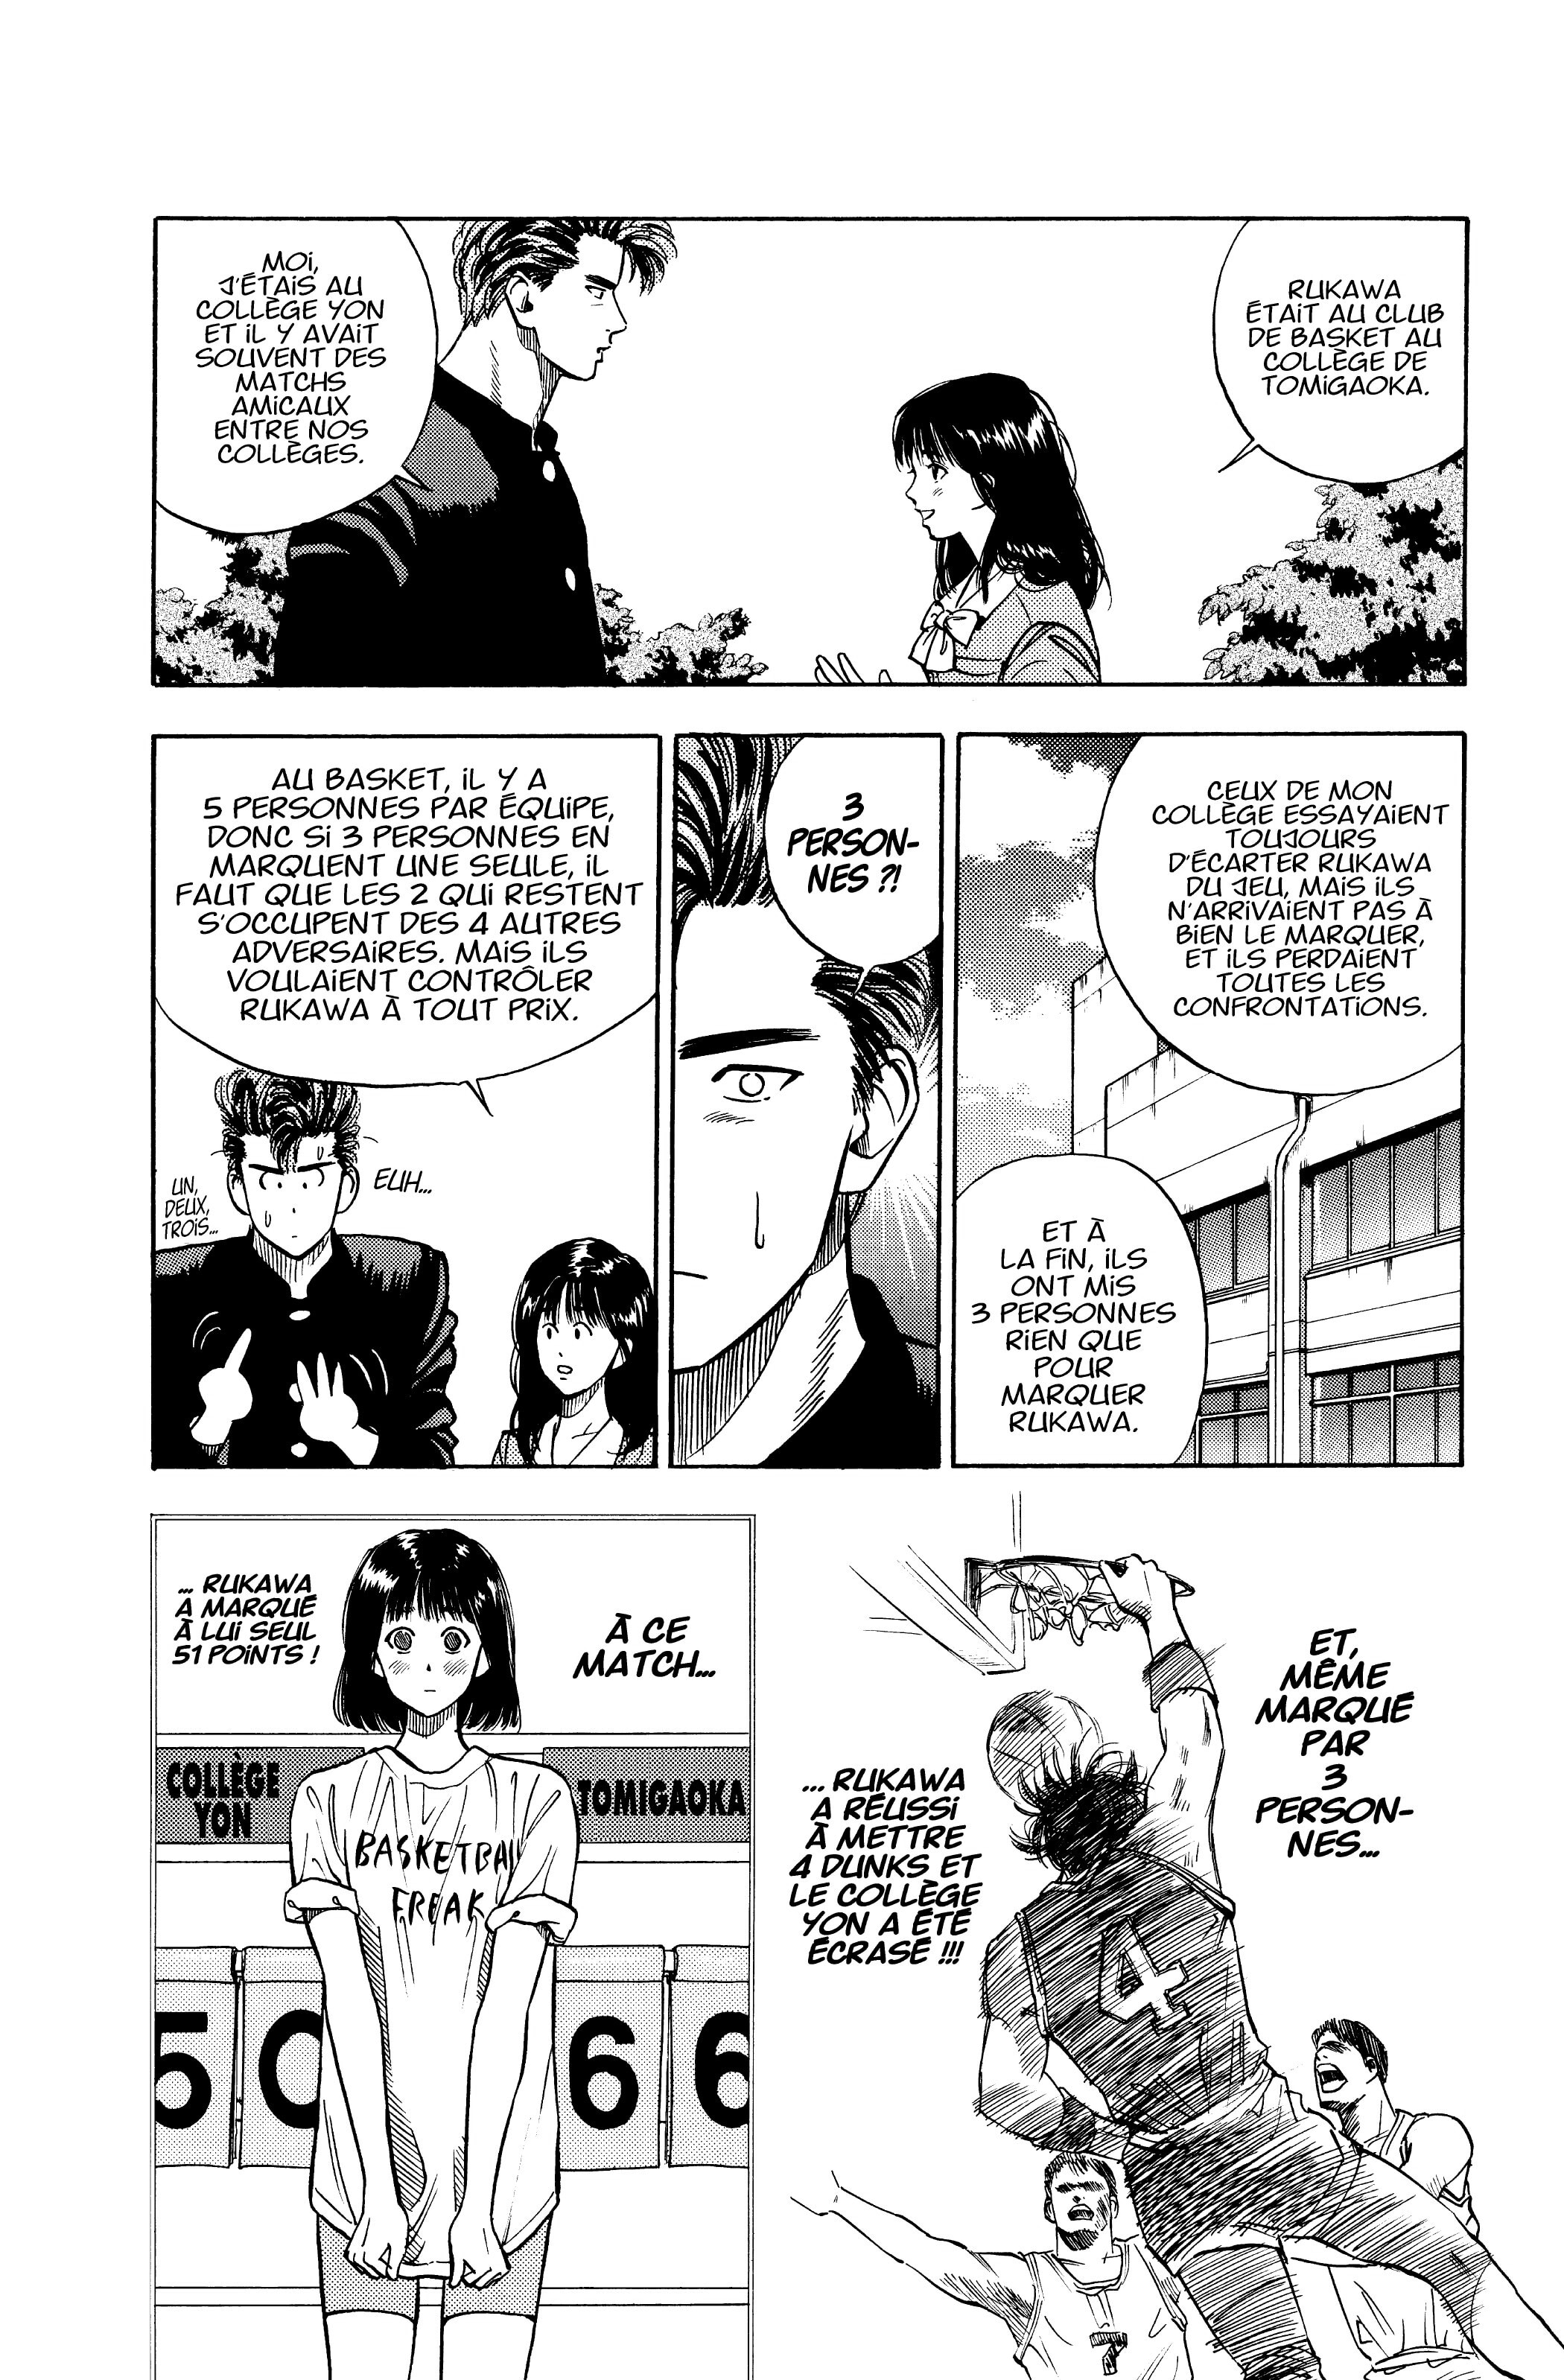 RUKAWA
ÉTAIT AU CLUB
DE BASKET AU
COLLÈGE DE
TOMIGAOKA.
MOI,
J'ÉTAIS AU
COLLÈGE YON
ET IL Y AVAIT
SOUVENT DES
MATCHS
AMICAUX
ENTRE NOS
COLLÈGES.
CEUX DE MON
COLLÈGE ESSAYAIENT
TOUJOURS
D'ÉCARTER RUKAWA
DU JEU, MAIS ILS
N'ARRIVAIENT PAS À
BIEN LE MARQUER,
ET ILS PERDAIENT
TOUTES LES
CONFRONTATIONS.
ET À
LA FIN, ILS
ONT MIS
3 PERSONNES
RIEN QUE
POUR
MARQUER
RUKAWA.
3
PERSON-
NES ?!
AU BASKET, IL Y A
5 PERSONNES PAR ÉQUIPE,
DONC SI 3 PERSONNES EN
MARQUENT UNE SEULE, IL
FAUT QUE LES 2 QUI RESTENT
S'OCCUPENT DES 4 AUTRES
ADVERSAIRES. MAIS ILS
VOULAIENT CONTRÔLER
RUKAWA À TOUT PRIX.
EUH...
UN,
DEUX,
TROIS...
ET,
MÊME
MARQUÉ
PAR
3
PERSON-
NES...
... RUKAWA
A RÉUSSI
À METTRE
4 DUNKS ET
LE COLLÈGE
YON A ÉTÉ
ÉCRASÉ !!!
4
7
À CE
MATCH...
... RUKAWA
A MARQUÉ
À LUI SEUL
51 POINTS !
COLLÈGE
YON
TOMIGAOKA
BASKETBA
FREAK
50
66